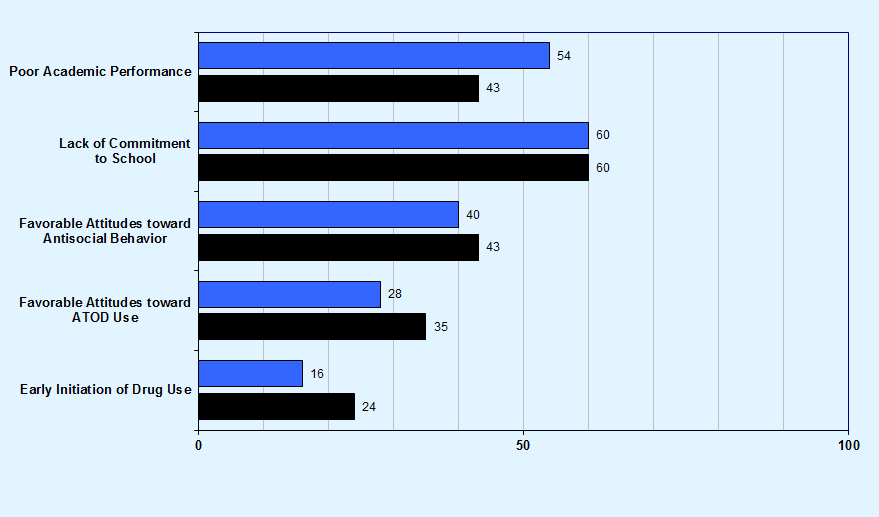 Poor Academic Performance
54
43
Lack of Commitment
to School
60
60
Favorable Attitudes toward
Antisocial Behavior
40
43
Favorable Attitudes toward
ATOD Use
28
35
Early Initiation of Drug Use
16
24
0
50
100